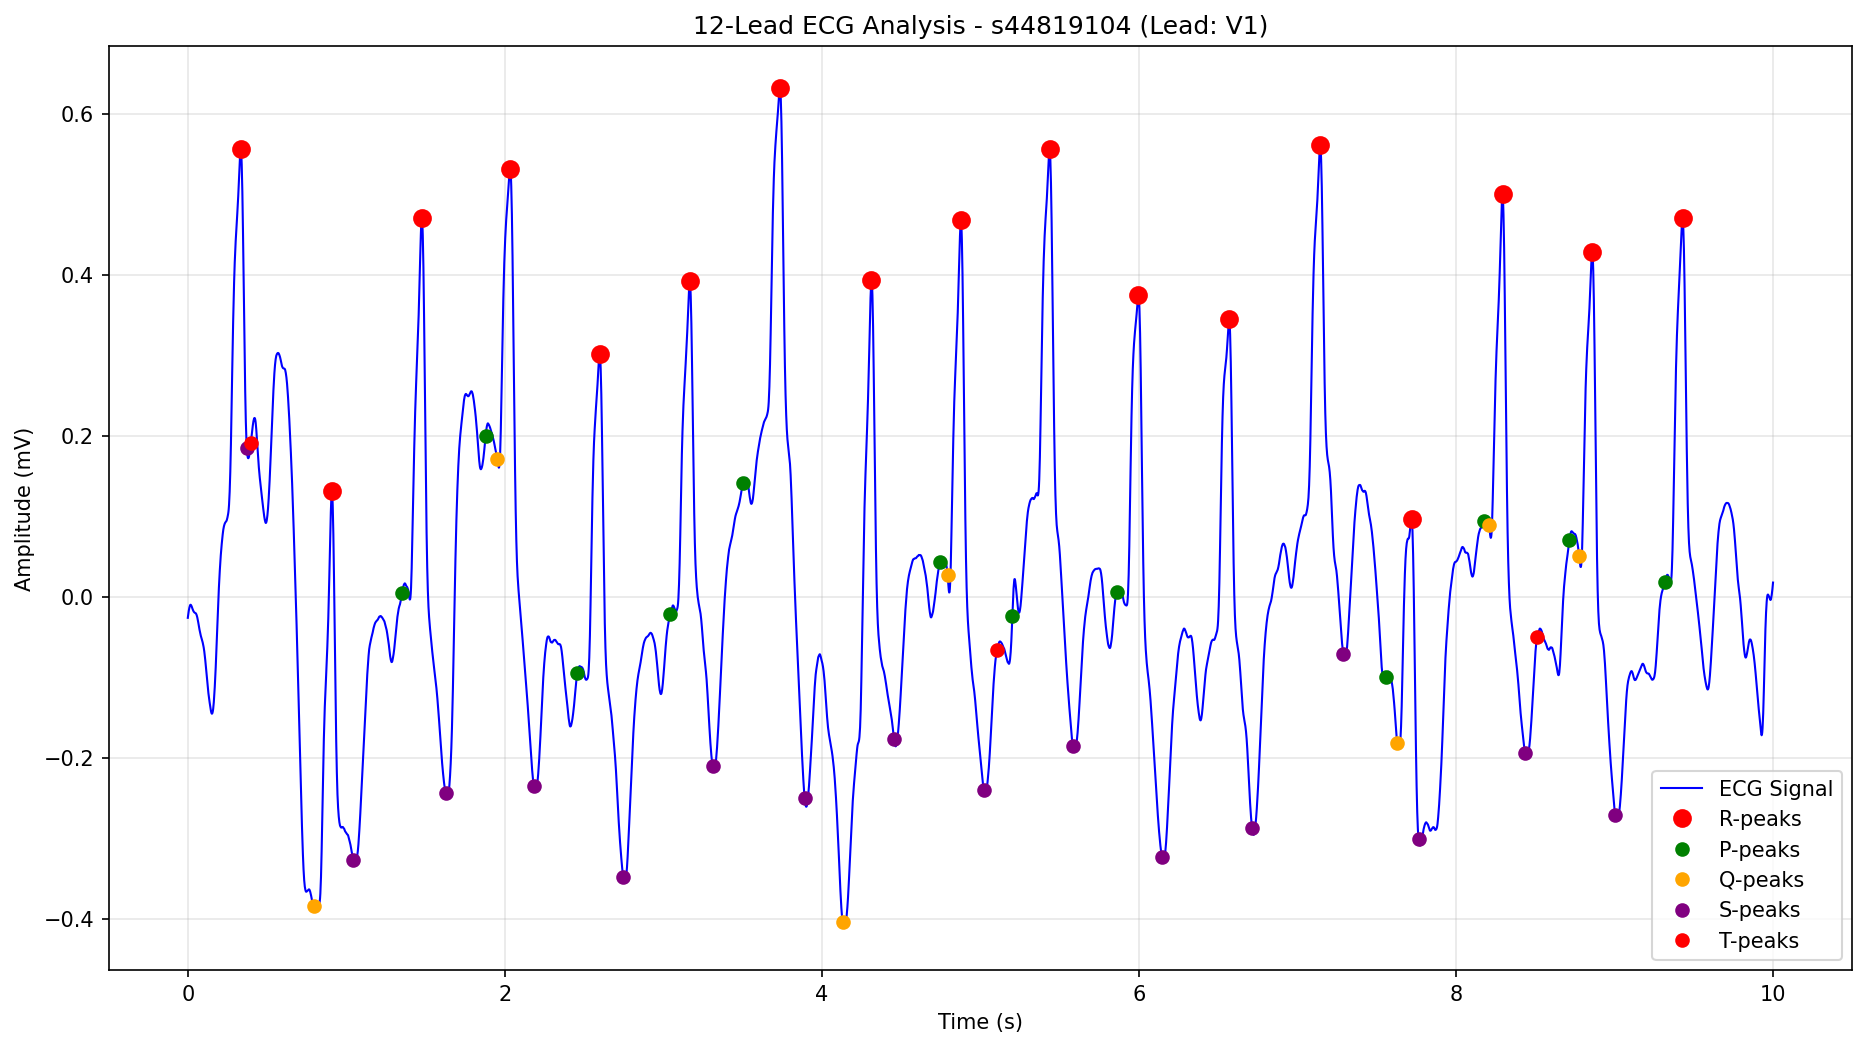 12-Lead ECG Analysis - s44819104 (Lead: V1)
Amplitude (mV)
0.6
0.4
0.2
0.0
−0.2
−0.4
ECG Signal
R-peaks
P-peaks
Q-peaks
S-peaks
T-peaks
0 2 4 6 8 10
Time (s)